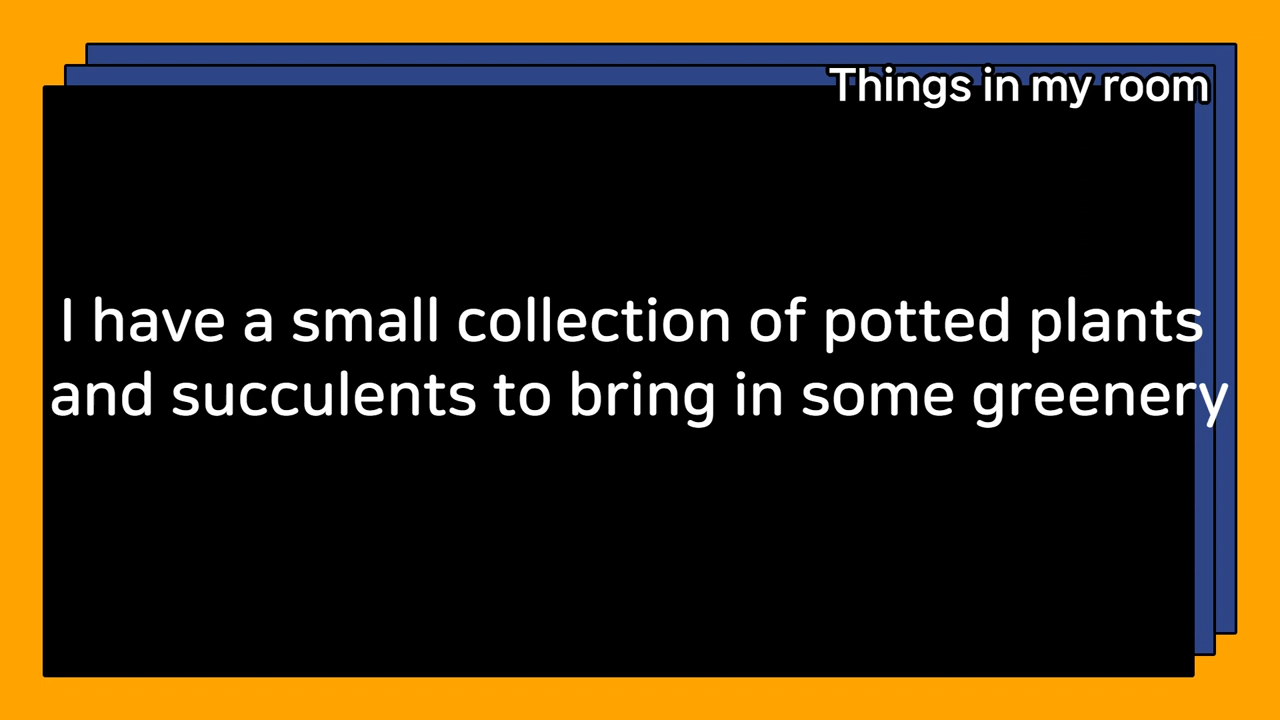 Things in my room
I have a small collection of potted plants
and succulents to bring in some greenery